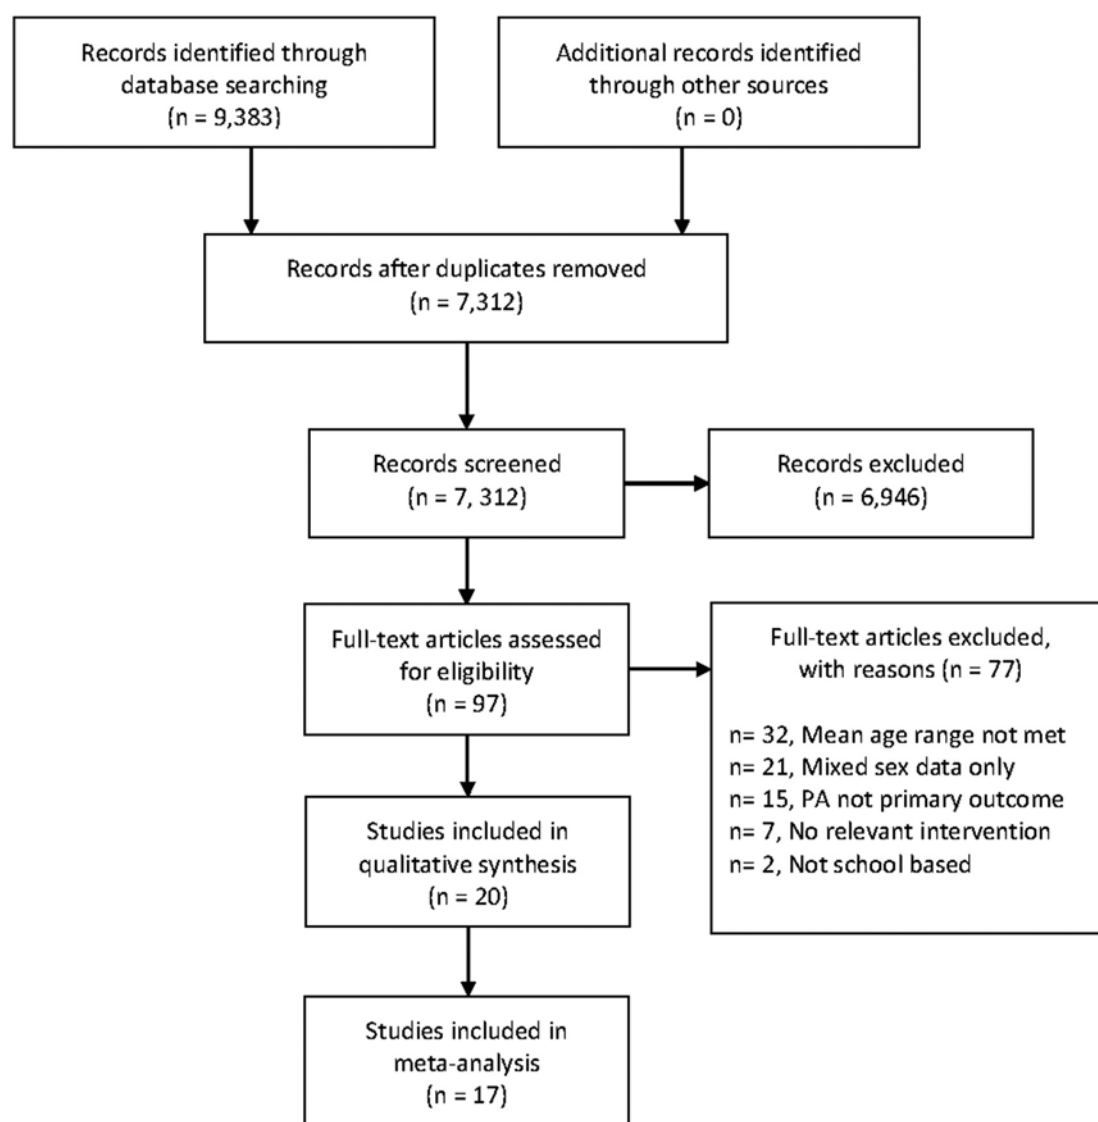 Records identified through
database searching
(n = 9,383)
Additional records identified
through other sources
(n = 0)
Records after duplicates removed
(n = 7,312)
Records screened
(n = 7, 312)
Records excluded
(n = 6,946)
Full-text articles assessed
for eligibility
(n = 97)
Full-text articles excluded,
with reasons (n = 77)
n= 32, Mean age range not met
n= 21, Mixed sex data only
n= 15, PA not primary outcome
n= 7, No relevant intervention
n= 2, Not school based
Studies included in
qualitative synthesis
(n = 20)
Studies included in
meta-analysis
(n = 17)